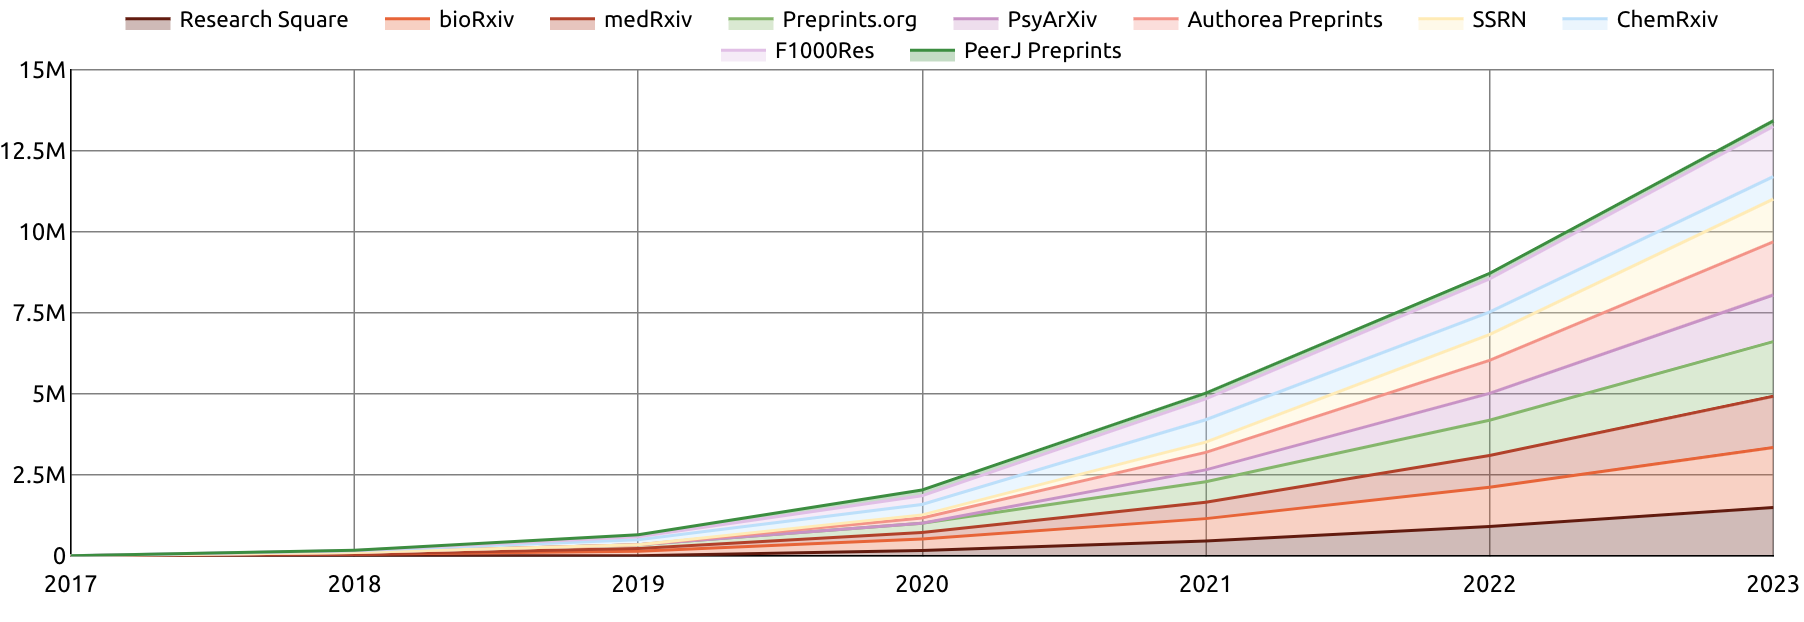 Research Square bioRxiv medRxiv Preprints.org PsyArXiv Authorea Preprints SSRN ChemRxiv
F1000Res PeerJ Preprints
15M
12.5M
10M
7.5M
5M
2.5M
0
2017 2018 2019 2020 2021 2022 2023